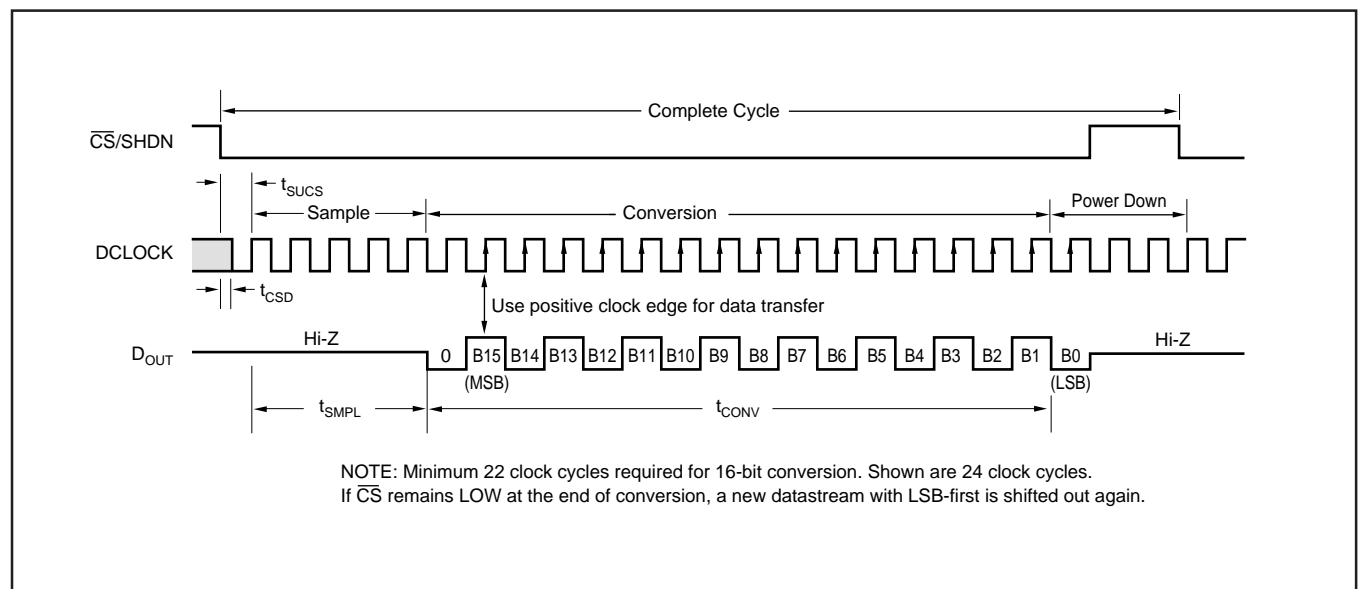 Complete Cycle
C̅S̅/SHDN
tSUCS
Sample
Conversion
Power Down
DCLOCK
tCSD
Use positive clock edge for data transfer
Hi-Z
Hi-Z
DOUT
0 B15 B14 B13 B12 B11 B10 B9 B8 B7 B6 B5 B4 B3 B2 B1 B0
(MSB)
(LSB)
tSMPL
tCONV
NOTE: Minimum 22 clock cycles required for 16-bit conversion. Shown are 24 clock cycles.
If C̅S̅ remains LOW at the end of conversion, a new datastream with LSB-first is shifted out again.